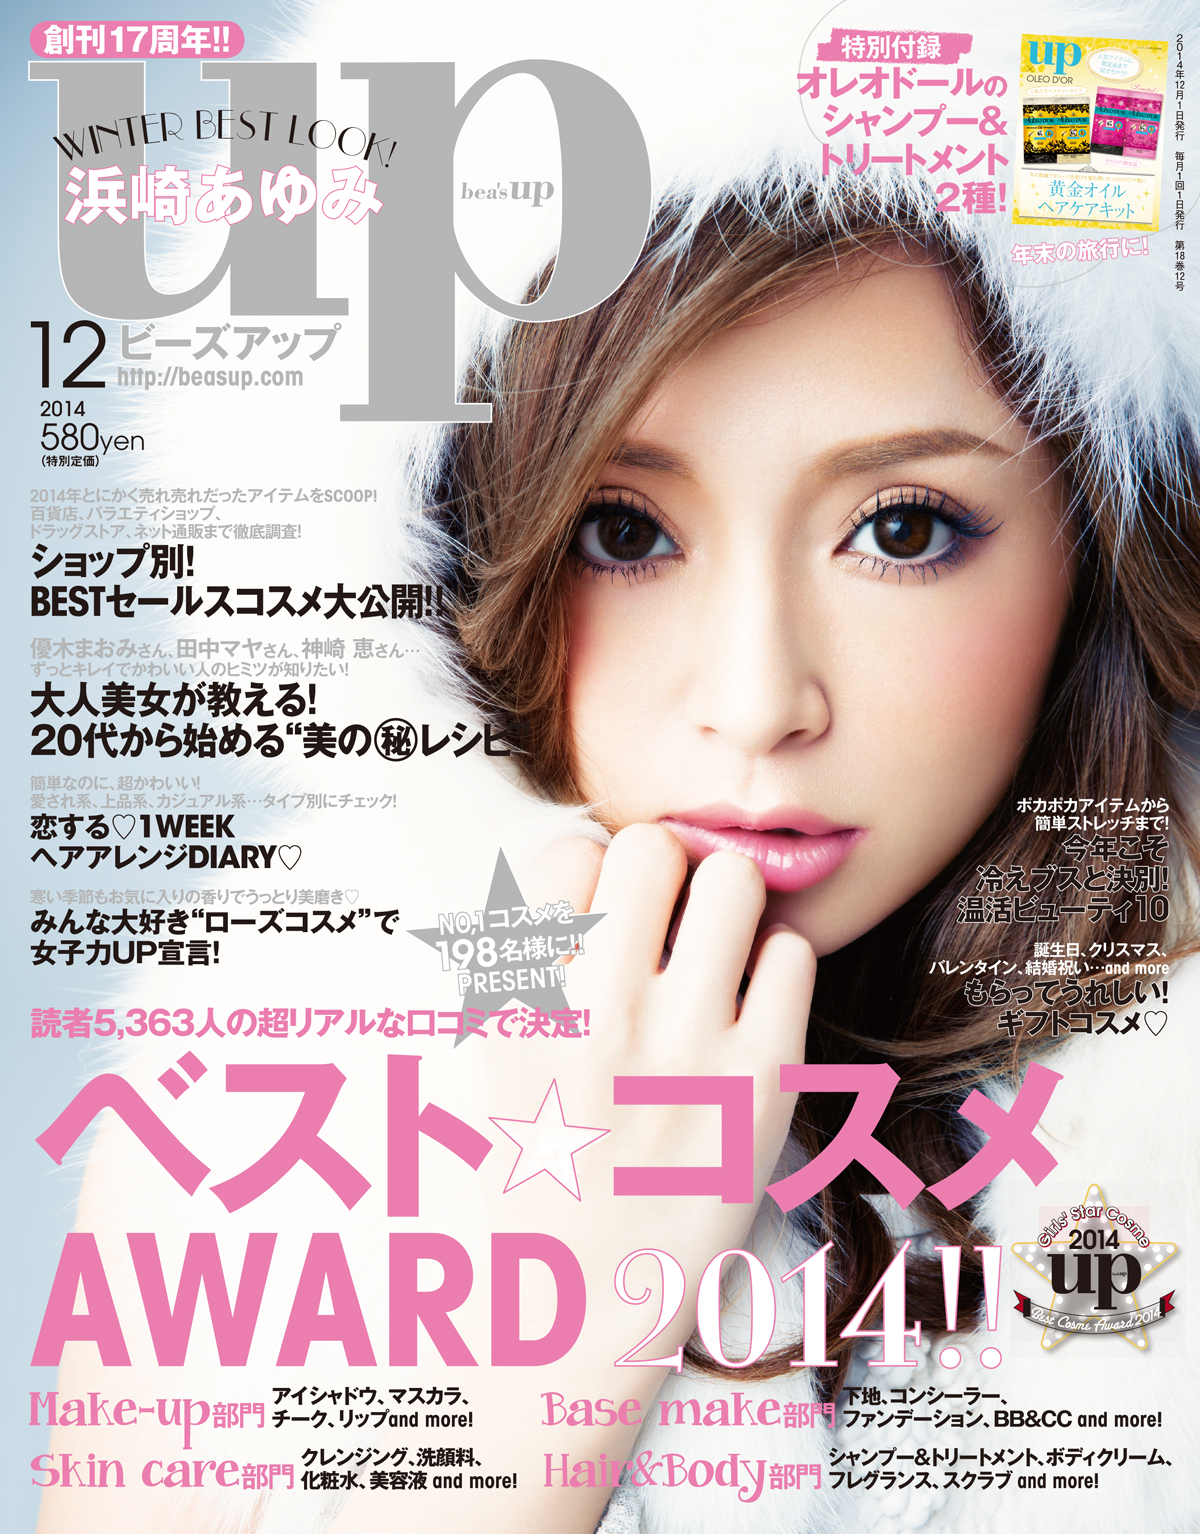 創刊17周年!!
up
bea's up
WINTER BEST LOOK!
浜崎あゆみ
12
ビーズアップ
http://beasup.com
2014
580yen
(特別定価)
特別付録
オレオドールの
シャンプー&
トリートメント
2種!
up
×
OLEO D'OR
黄金オイル
ヘアケアキット
年末の旅行に!
2014年12月1日発行 毎月1回1日発行 第18巻12号
2014年とにかく売れ売れだったアイテムをSCOOP!
百貨店、バラエティショップ、
ドラッグストア、ネット通販まで徹底調査!
ショップ別!
BESTセールスコスメ大公開!!
優木まおみさん、田中マヤさん、神崎 恵さん…
ずっとキレイでかわいい人のヒミツが知りたい!
大人美女が教える!
20代から始める“美の㊙レシピ
簡単なのに、超かわいい!
愛され系、上品系、カジュアル系…タイプ別にチェック!
恋する♡1WEEK
ヘアアレンジDIARY♡
寒い季節もお気に入りの香りでうっとり美磨き♡
みんな大好き“ローズコスメ”で
女子力UP宣言!
NO,1コスメを
198名様に!!
PRESENT!
ポカポカアイテムから
簡単ストレッチまで!
今年こそ
冷えブスと決別!
温活ビューティ10
誕生日、クリスマス、
バレンタイン、結婚祝い…and more
もらってうれしい!
ギフトコスメ♡
読者5,363人の超リアルな口コミで決定!
ベスト☆コスメ
AWARD 2014!!
Girls' Star Cosme
2014
up
Best Cosme Award 2014
Make-up部門 アイシャドウ、マスカラ、
チーク、リップand more!
Base make部門 下地、コンシーラー、
ファンデーション、BB&CC and more!
Skin care部門 クレンジング、洗顔料、
化粧水、美容液 and more!
Hair&Body部門 シャンプー&トリートメント、ボディクリーム、
フレグランス、スクラブ and more!